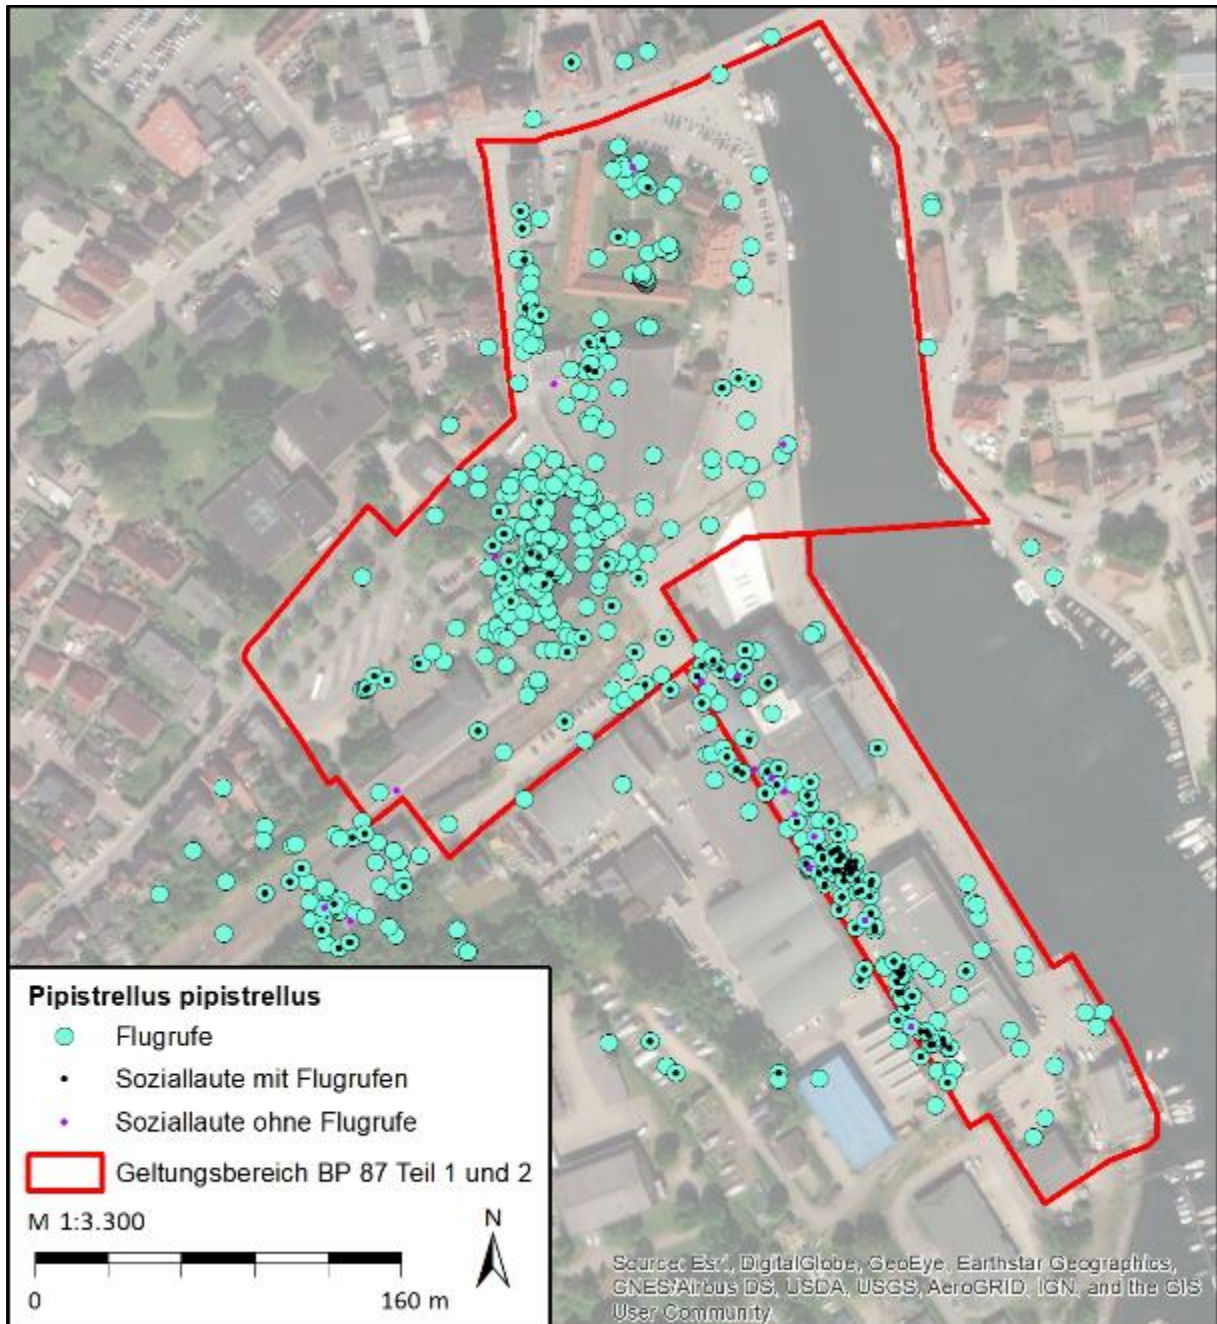 Pipistrellus pipistrellus
Flugrufe
Soziallaute mit Flugrufen
Soziallaute ohne Flugrufe
Geltungsbereich BP 87 Teil 1 und 2
M 1:3.300
N
0 160 m
Source: Esri, DigitalGlobe, GeoEye, Earthstar Geographics,
CNES/Airbus DS, USDA, USGS, AeroGRID, IGN, and the GIS
User Community